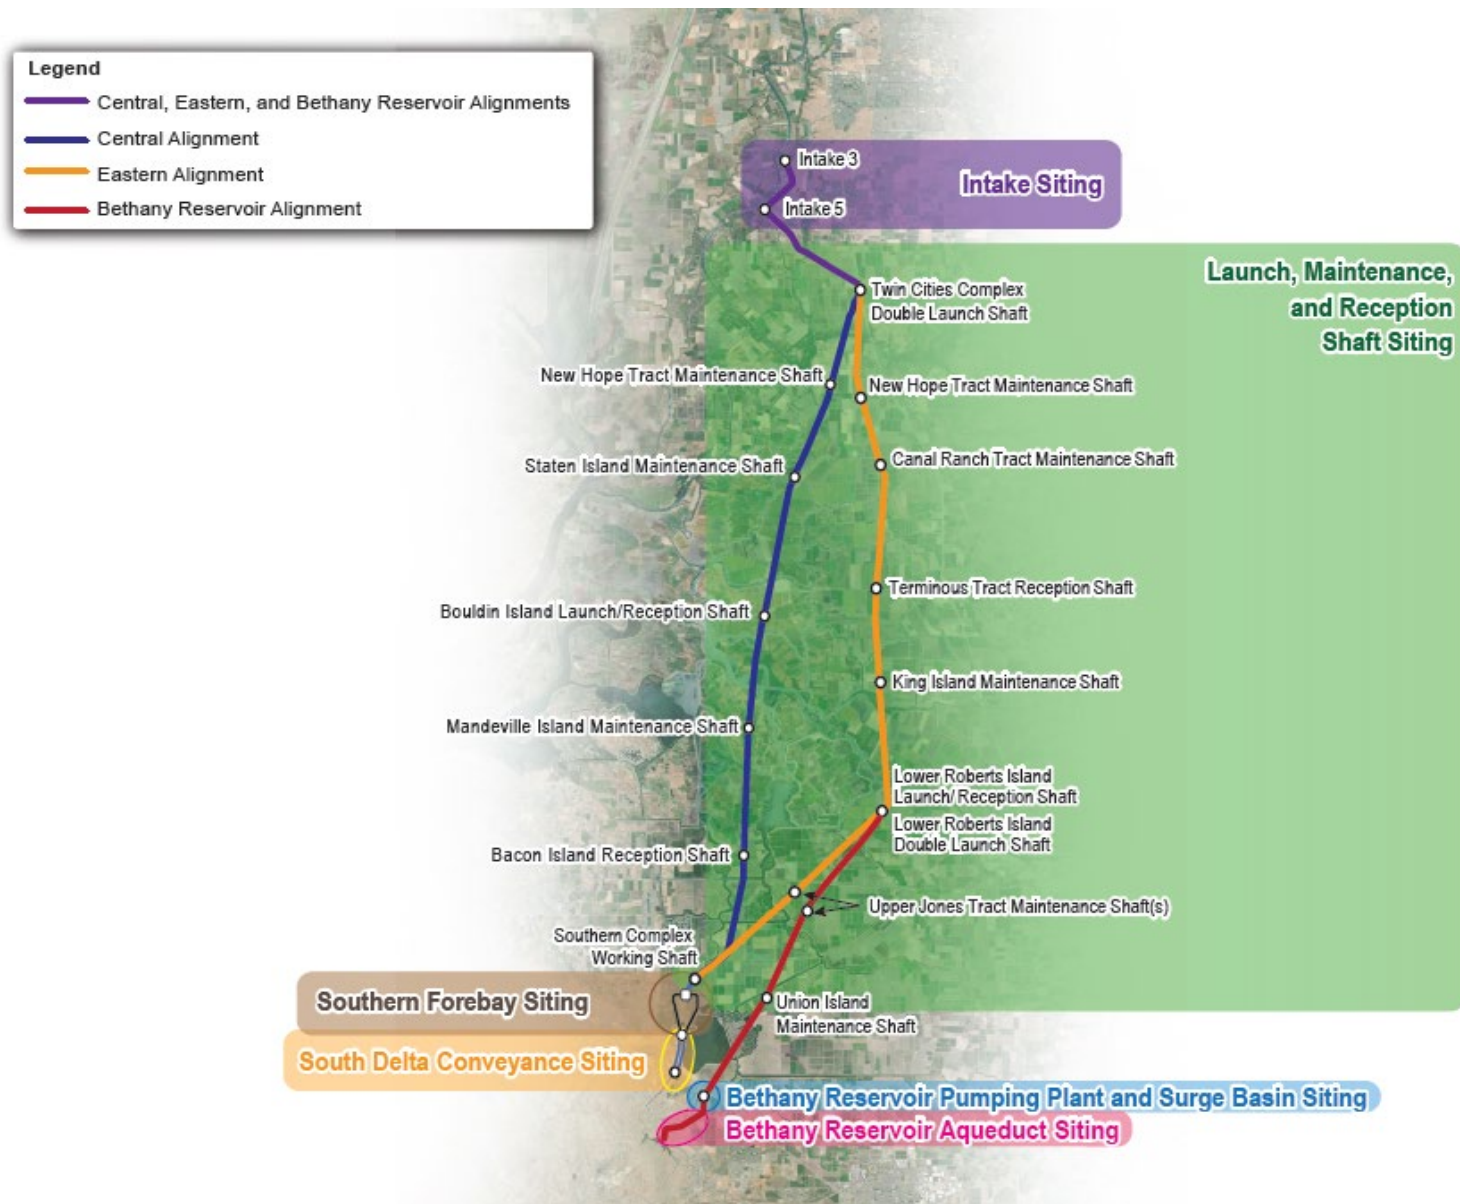 Legend
Central, Eastern, and Bethany Reservoir Alignments
Central Alignment
Eastern Alignment
Bethany Reservoir Alignment
Intake 3
Intake Siting
Intake 5
Launch, Maintenance,
and Reception
Shaft Siting
Twin Cities Complex
Double Launch Shaft
New Hope Tract Maintenance Shaft
New Hope Tract Maintenance Shaft
Staten Island Maintenance Shaft
Canal Ranch Tract Maintenance Shaft
Terminous Tract Reception Shaft
Bouldin Island Launch/Reception Shaft
King Island Maintenance Shaft
Mandeville Island Maintenance Shaft
Lower Roberts Island
Launch/ Reception Shaft
Lower Roberts Island
Double Launch Shaft
Bacon Island Reception Shaft
Upper Jones Tract Maintenance Shaft(s)
Southern Complex
Working Shaft
Southern Forebay Siting
Union Island
Maintenance Shaft
South Delta Conveyance Siting
Bethany Reservoir Pumping Plant and Surge Basin Siting
Bethany Reservoir Aqueduct Siting